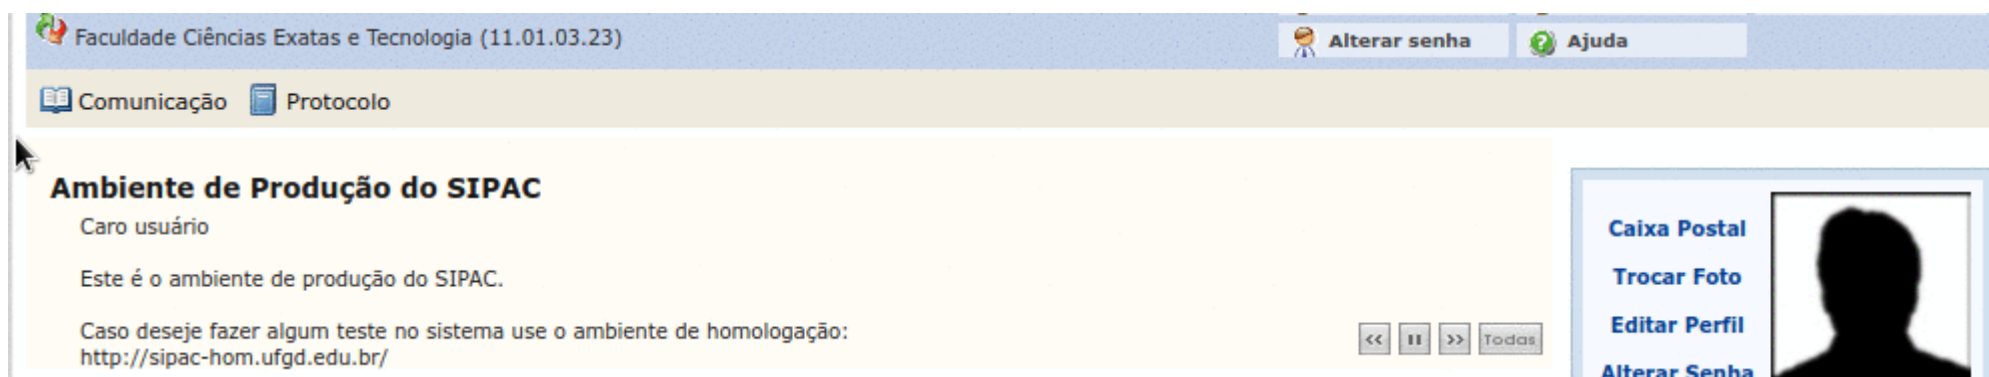 Faculdade Ciências Exatas e Tecnologia (11.01.03.23)
Alterar senha
Ajuda
Comunicação
Protocolo
Ambiente de Produção do SIPAC
Caro usuário
Este é o ambiente de produção do SIPAC.
Caso deseje fazer algum teste no sistema use o ambiente de homologação:
http://sipac-hom.ufgd.edu.br/
<< >> Todas
Caixa Postal
Trocar Foto
Editar Perfil
Alterar Senha